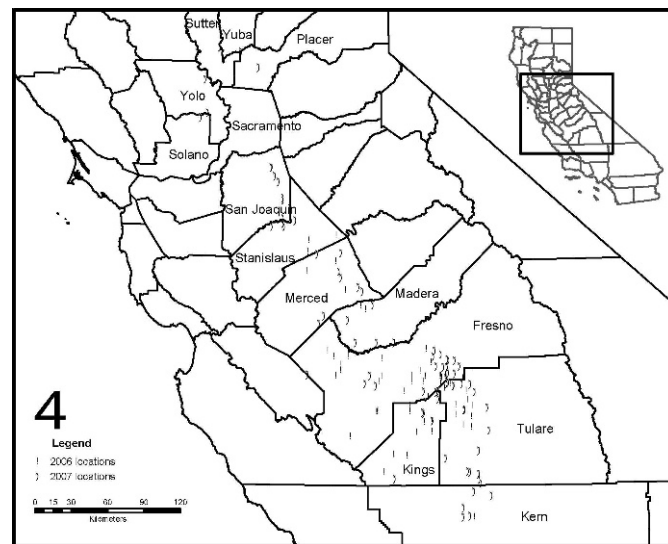 Sutter
Yuba
Placer
Yolo
Sacramento
Solano
San Joaquin
Stanislaus
Merced
Madera
Fresno
4
Legend
2006 locations
2007 locations
Tulare
Kings
0 15 30 60 90 120
Kilometers
Kern